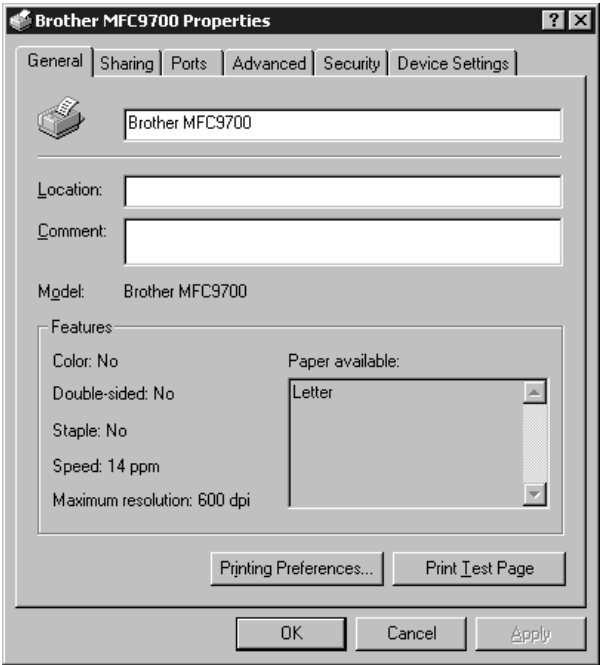 Brother MFC9700 Properties
General Sharing Ports Advanced Security Device Settings
Brother MFC9700
Location:
Comment:
Model: Brother MFC9700
Features
Color: No Paper available:
Double-sided: No Letter
Staple: No
Speed: 14 ppm
Maximum resolution: 600 dpi
Printing Preferences... Print Test Page
OK Cancel Apply